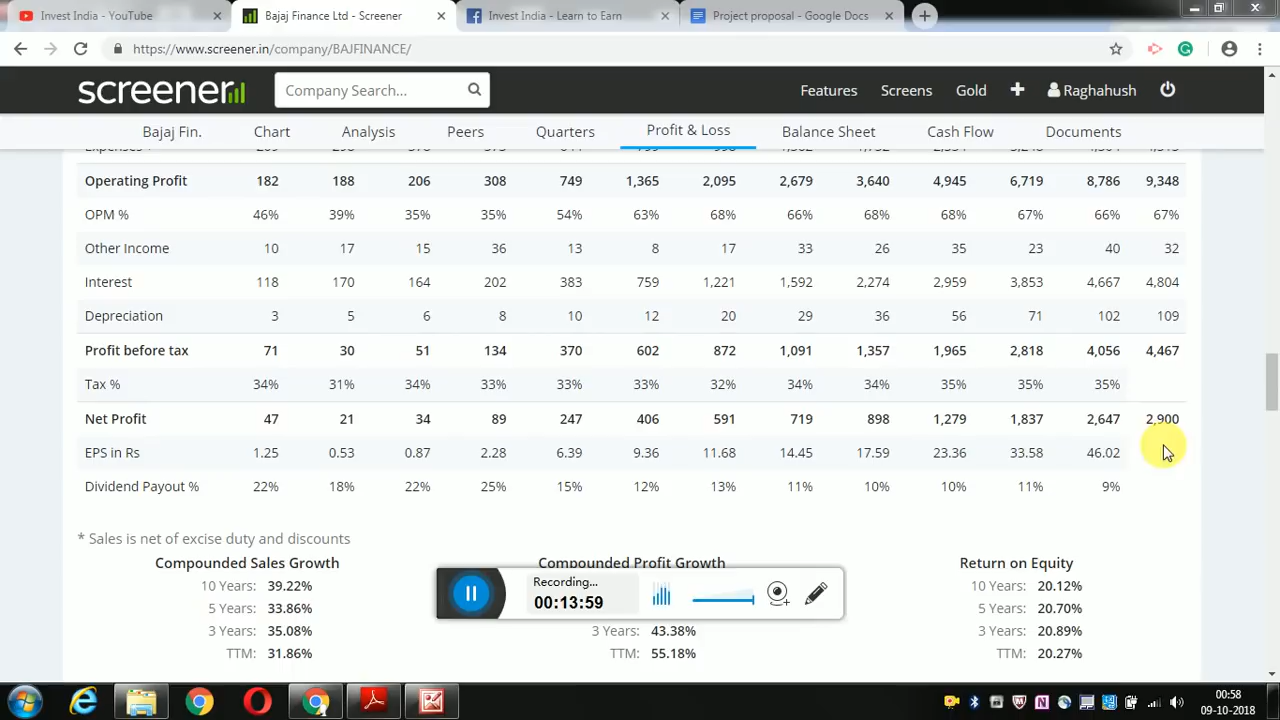 Invest India - YouTube
Bajaj Finance Ltd - Screener
Invest India - Learn to Earn
Project proposal - Google Docs
https://www.screener.in/company/BAJFINANCE/
screener
Company Search...
Features Screens Gold Raghahush
Bajaj Fin. Chart Analysis Peers Quarters Profit & Loss Balance Sheet Cash Flow Documents
Operating Profit 182 188 206 308 749 1,365 2,095 2,679 3,640 4,945 6,719 8,786 9,348
OPM % 46% 39% 35% 35% 54% 63% 68% 66% 68% 68% 67% 66% 67%
Other Income 10 17 15 36 13 8 17 33 26 35 23 40 32
Interest 118 170 164 202 383 759 1,221 1,592 2,274 2,959 3,853 4,667 4,804
Depreciation 3 5 6 8 10 12 20 29 36 56 71 102 109
Profit before tax 71 30 51 134 370 602 872 1,091 1,357 1,965 2,818 4,056 4,467
Tax % 34% 31% 34% 33% 33% 33% 32% 34% 34% 35% 35% 35%
Net Profit 47 21 34 89 247 406 591 719 898 1,279 1,837 2,647 2,900
EPS in Rs 1.25 0.53 0.87 2.28 6.39 9.36 11.68 14.45 17.59 23.36 33.58 46.02
Dividend Payout % 22% 18% 22% 25% 15% 12% 13% 11% 10% 10% 11% 9%
* Sales is net of excise duty and discounts
Compounded Sales Growth
10 Years: 39.22%
5 Years: 33.86%
3 Years: 35.08%
TTM: 31.86%
Compounded Profit Growth
3 Years: 43.38%
TTM: 55.18%
Return on Equity
10 Years: 20.12%
5 Years: 20.70%
3 Years: 20.89%
TTM: 20.27%
Recording...
00:13:59
00:58
09-10-2018